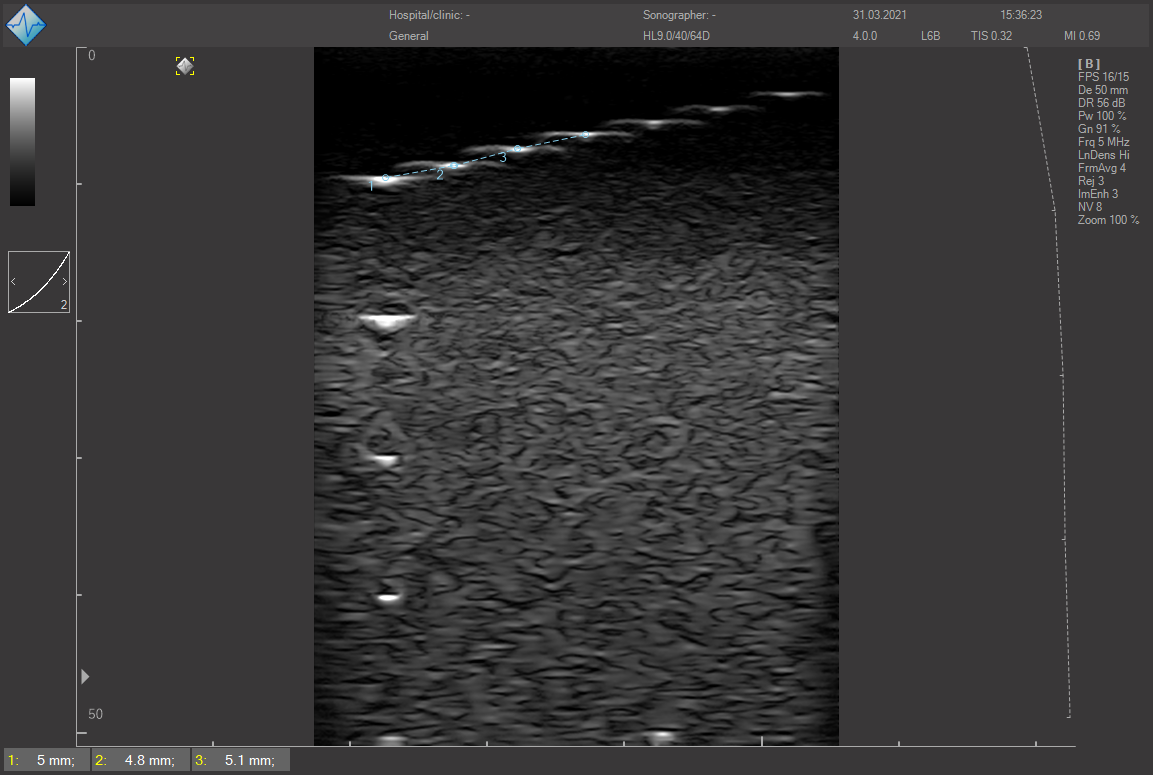 Hospital/clinic: - Sonographer: - 31.03.2021 15:36:23
General HL9.0/40/64D 4.0.0 L6B TIS 0.32 MI 0.69
0
[ B ]
FPS 16/15
De 50 mm
DR 56 dB
Pw 100 %
Gn 91 %
Frq 5 MHz
LnDens Hi
FrmAvg 4
Rej 3
ImEnh 3
NV 8
Zoom 100 %
3
2
1
2
50
1: 5 mm; 2: 4.8 mm; 3: 5.1 mm;